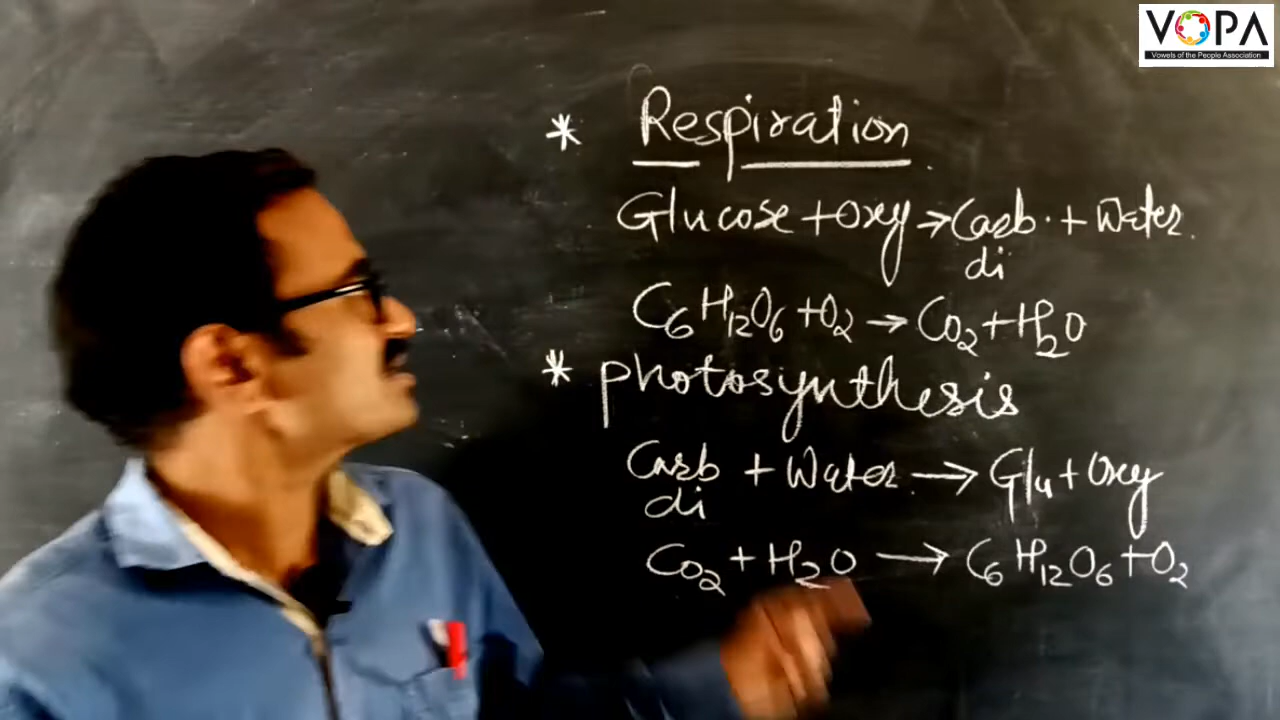 VOPA
Vowels of the People Association
* Respiration.
Glucose + Oxy → Carb. + Water.
di
C6H12O6 + O2 → CO2 + H2O
* photosynthesis
Carb + Water. → Glu + Oxy
di
CO2 + H2O → C6H12O6 + O2